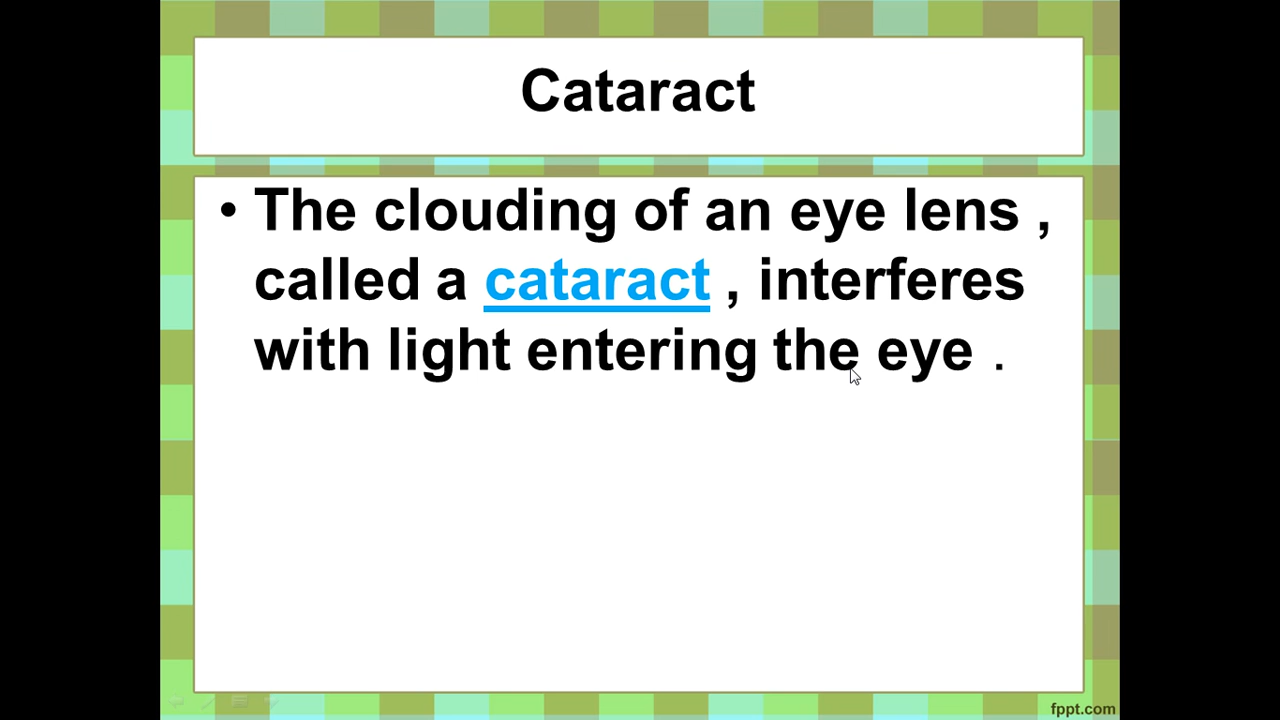 Cataract
• The clouding of an eye lens ,
called a cataract , interferes
with light entering the eye .
fppt.com